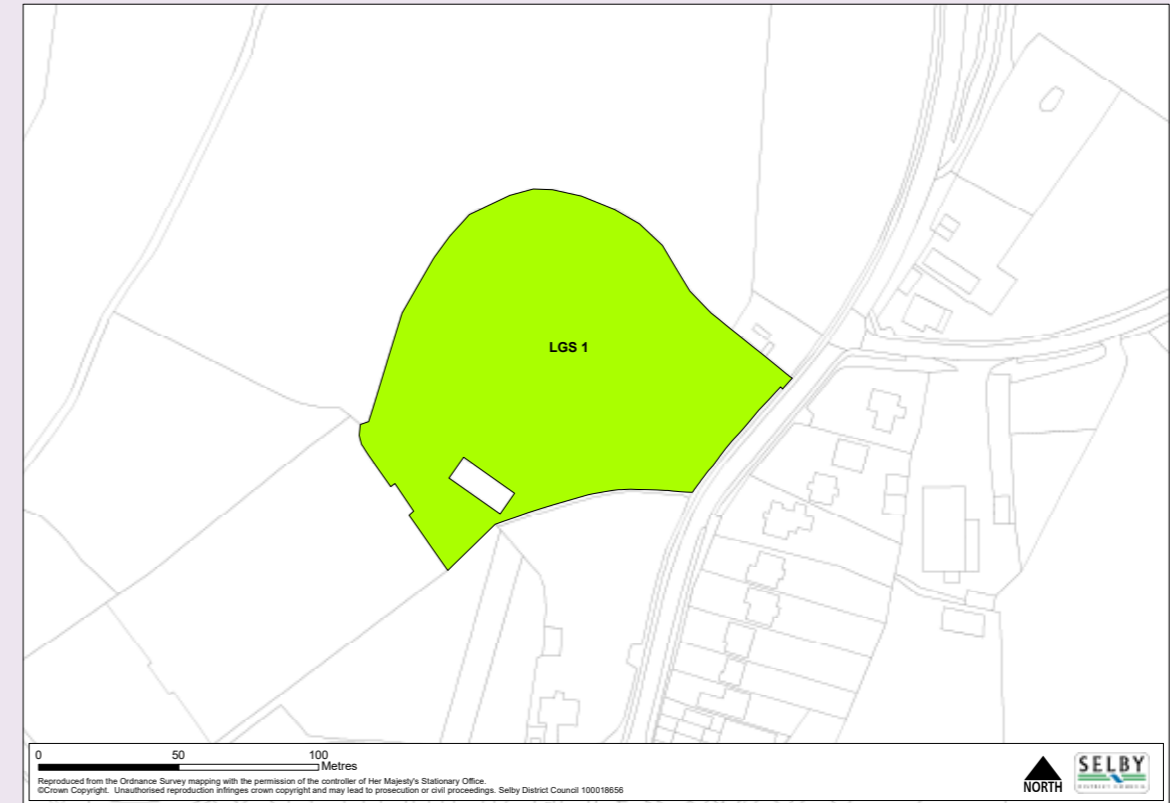 LGS 1
0 50 100
Metres
Reproduced from the Ordnance Survey mapping with the permission of the controller of Her Majesty's Stationary Office.
©Crown Copyright. Unauthorised reproduction infringes crown copyright and may lead to prosecution or civil proceedings. Selby District Council 100018656
NORTH
SELBY
DISTRICT COUNCIL